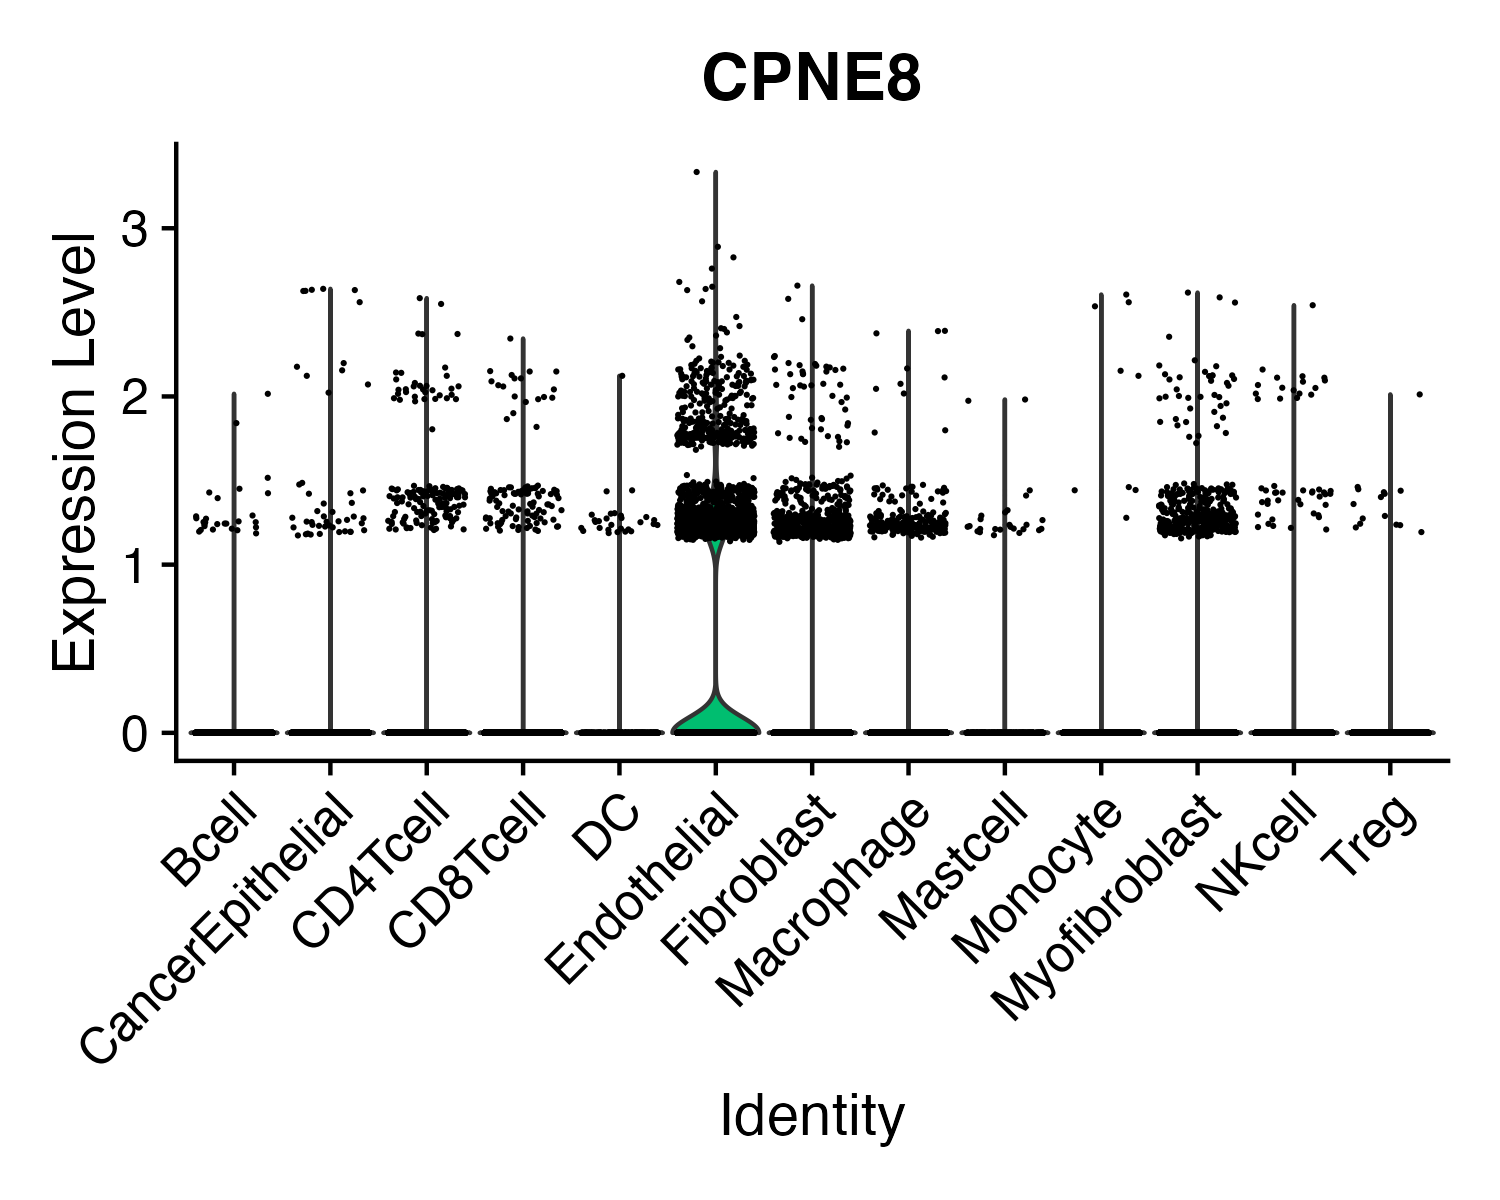 CPNE8
Expression Level
3
2
1
0
Bcell
CancerEpithelial
CD4Tcell
CD8Tcell
DC
Endothelial
Fibroblast
Macrophage
Mastcell
Monocyte
Myofibroblast
NKcell
Treg
Identity